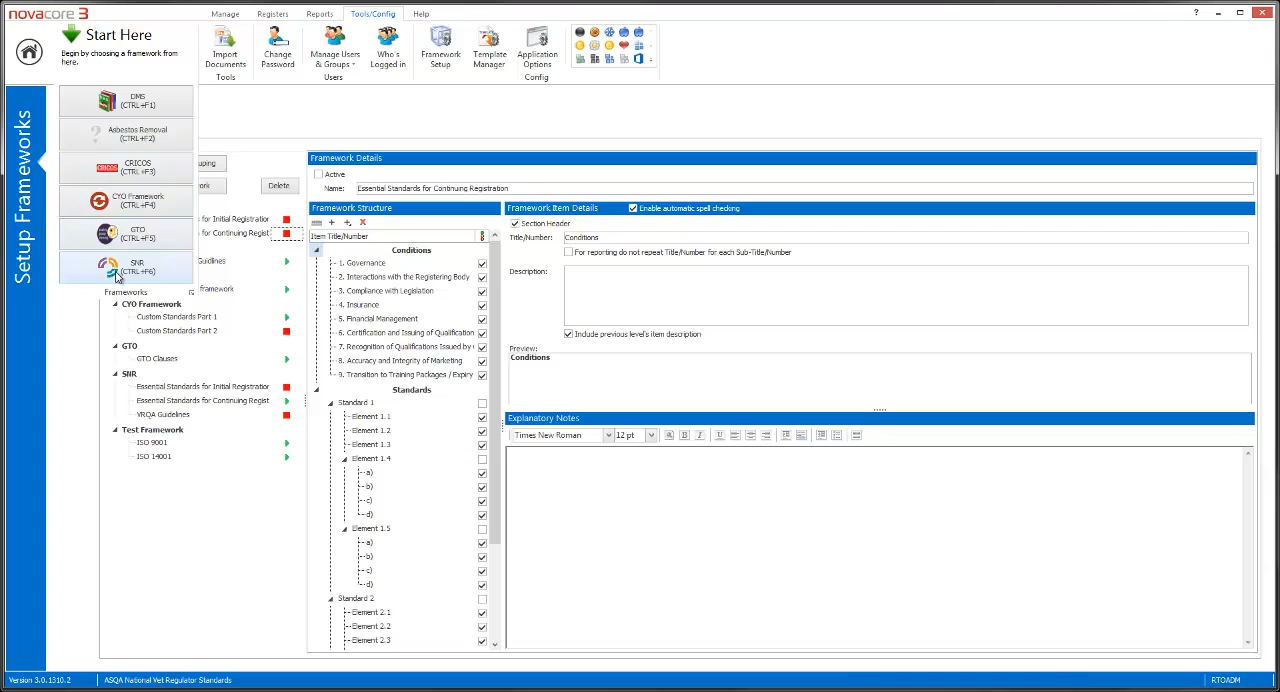 novacore 3
Manage
Registers
Reports
Tools/Config
Help
Start Here
Begin by choosing a framework from
here.
Import
Documents
Tools
Change
Password
Manage Users
& Groups
Users
Who's
Logged in
Framework
Setup
Template
Manager
Application
Options
Config
Setup Frameworks
DMS
(CTRL+F1)
Asbestos Removal
(CTRL+F2)
CRICOS
CRICOS
(CTRL+F3)
CYO Framework
(CTRL+F4)
GTO
(CTRL+F5)
SNR
(CTRL+F6)
Frameworks
uping
ork
Delete
s for Initial Registration
s for Continuing Regist
uidelines
ramework
CYO Framework
Custom Standards Part 1
Custom Standards Part 2
GTO
GTO Clauses
SNR
Essential Standards for Initial Registration
Essential Standards for Continuing Regist
VRQA Guidelines
Test Framework
ISO 9001
ISO 14001
Framework Details
Active
Name:
Essential Standards for Continuing Registration
Framework Structure
Item Title/Number
Conditions
1. Governance
2. Interactions with the Registering Body
3. Compliance with Legislation
4. Insurance
5. Financial Management
6. Certification and Issuing of Qualification
7. Recognition of Qualifications Issued by
8. Accuracy and Integrity of Marketing
9. Transition to Training Packages / Expiry
Standards
Standard 1
Element 1.1
Element 1.2
Element 1.3
Element 1.4
a)
b)
c)
d)
Element 1.5
a)
b)
c)
d)
Standard 2
Element 2.1
Element 2.2
Element 2.3
Framework Item Details
Enable automatic spell checking
Section Header
Title/Number:
Conditions
For reporting do not repeat Title/Number for each Sub-Title/Number
Description:
Include previous level's item description
Preview:
Conditions
Explanatory Notes
Times New Roman
12 pt
B I U
Version 3.0.1310.2
ASQA National Vet Regulator Standards
RTOADM